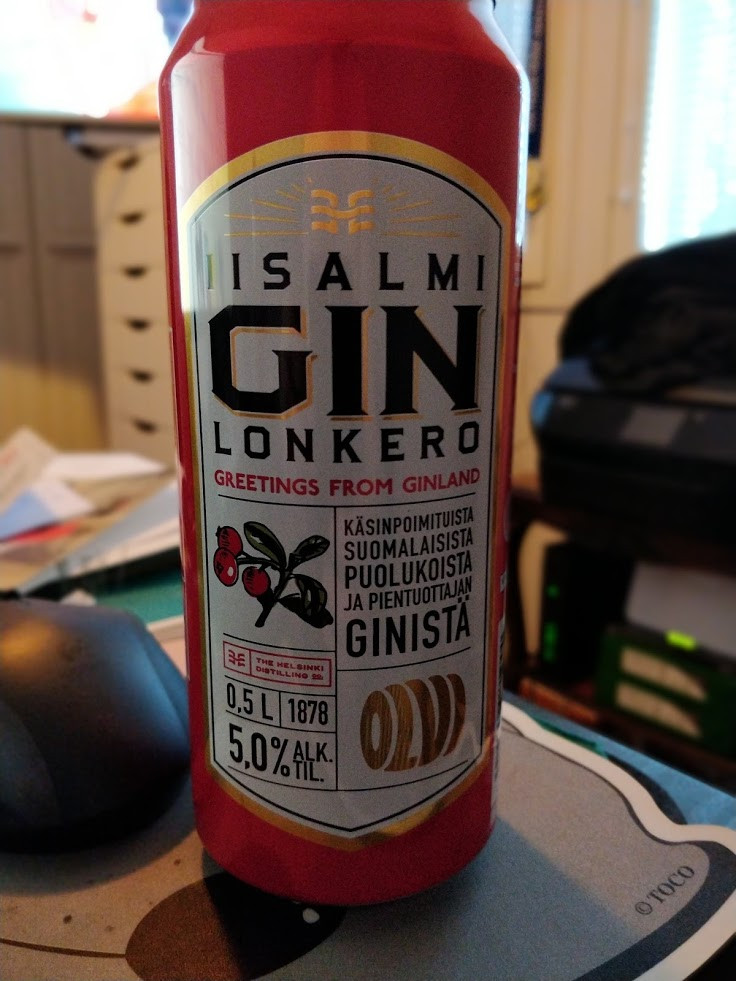 IISALMI
GIN
LONKERO
GREETINGS FROM GINLAND
KÄSINPOIMITUISTA
SUOMALAISISTA
PUOLUKOISTA
JA PIENTUOTTAJAN
GINISTÄ
THE HELSINKI
DISTILLING CO.
0,5 L 1878
5,0% ALK.
TIL.
OLVI
© TOCO